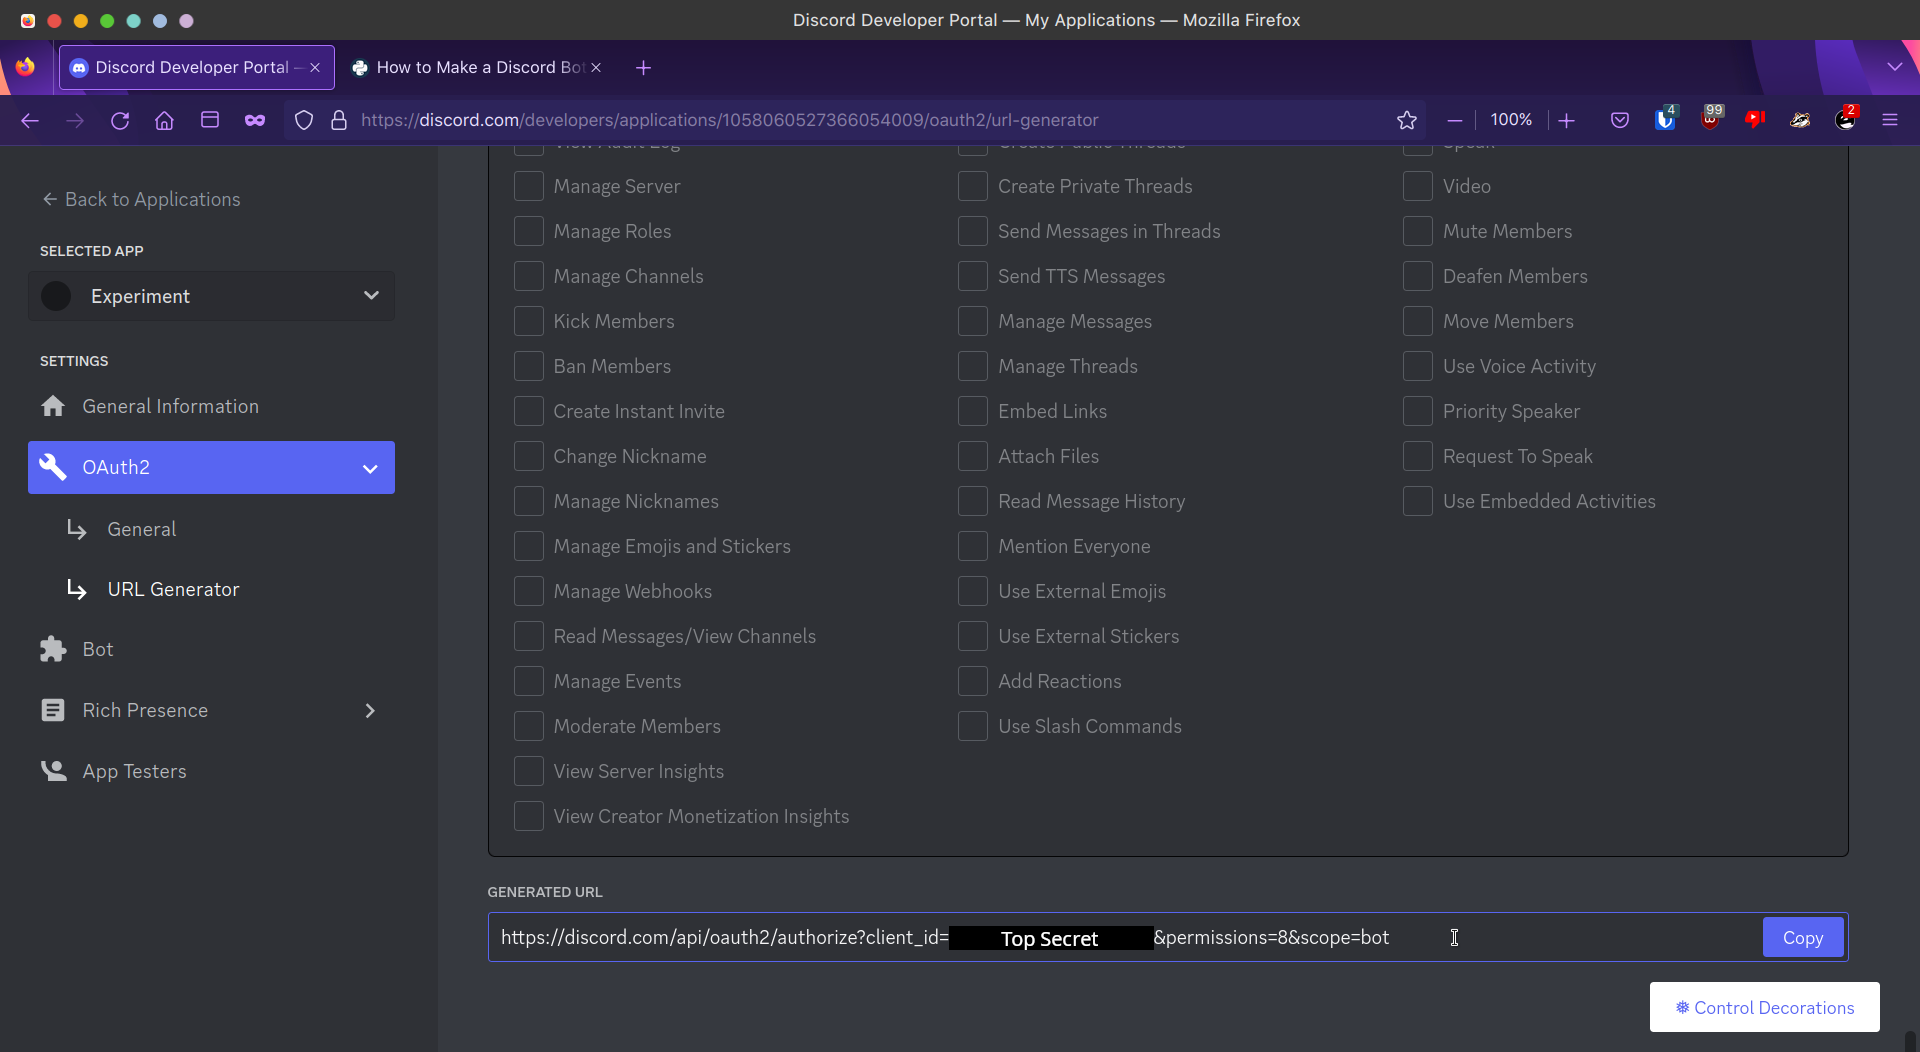 Discord Developer Portal — My Applications — Mozilla Firefox
Discord Developer Portal —
How to Make a Discord Bot
https://discord.com/developers/applications/1058060527366054009/oauth2/url-generator
100%
4
99
2
Back to Applications
SELECTED APP
Experiment
SETTINGS
General Information
OAuth2
General
URL Generator
Bot
Rich Presence
App Testers
View Audit Log
Manage Server
Manage Roles
Manage Channels
Kick Members
Ban Members
Create Instant Invite
Change Nickname
Manage Nicknames
Manage Emojis and Stickers
Manage Webhooks
Read Messages/View Channels
Manage Events
Moderate Members
View Server Insights
View Creator Monetization Insights
Create Public Threads
Create Private Threads
Send Messages in Threads
Send TTS Messages
Manage Messages
Manage Threads
Embed Links
Attach Files
Read Message History
Mention Everyone
Use External Emojis
Use External Stickers
Add Reactions
Use Slash Commands
Speak
Video
Mute Members
Deafen Members
Move Members
Use Voice Activity
Priority Speaker
Request To Speak
Use Embedded Activities
GENERATED URL
https://discord.com/api/oauth2/authorize?client_id= Top Secret &permissions=8&scope=bot
Copy
Control Decorations